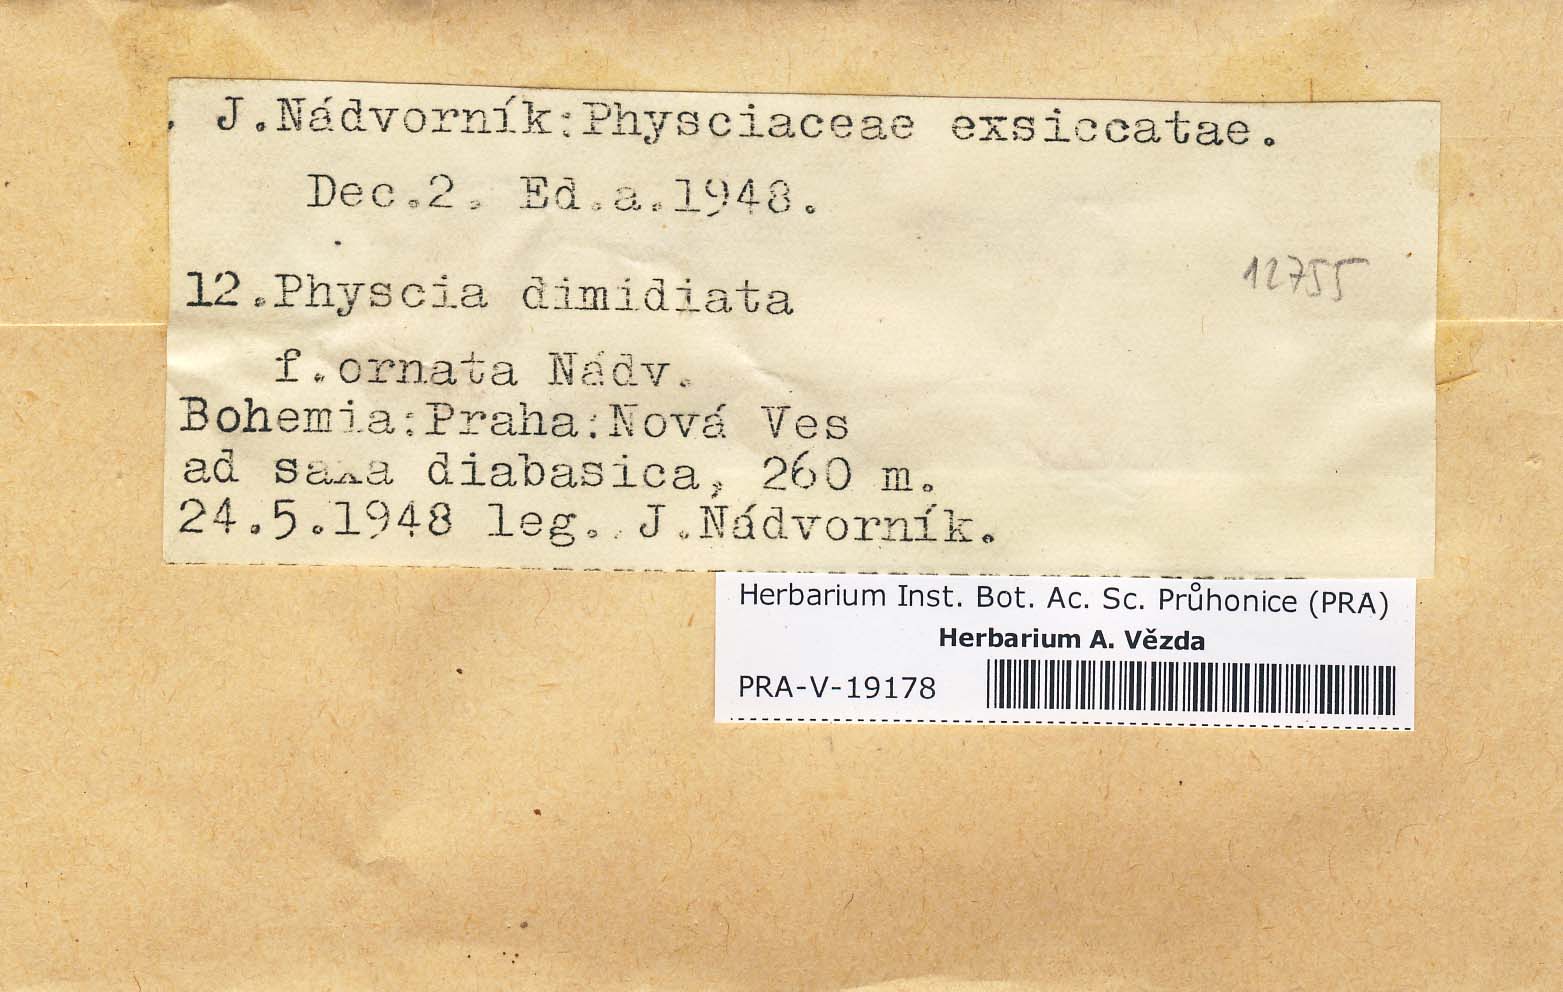 J.Nádvorník:Physciaceae exsiccatae.
Dec.2. Ed.a.1948.
12.Physcia dimidiata
12755
f.ornata Nádv.
Bohemia:Praha:Nová Ves
ad saxa diabasica, 260 m.
24.5.1948 leg. J.Nádvorník.
Herbarium Inst. Bot. Ac. Sc. Průhonice (PRA)
Herbarium A. Vězda
PRA-V-19178